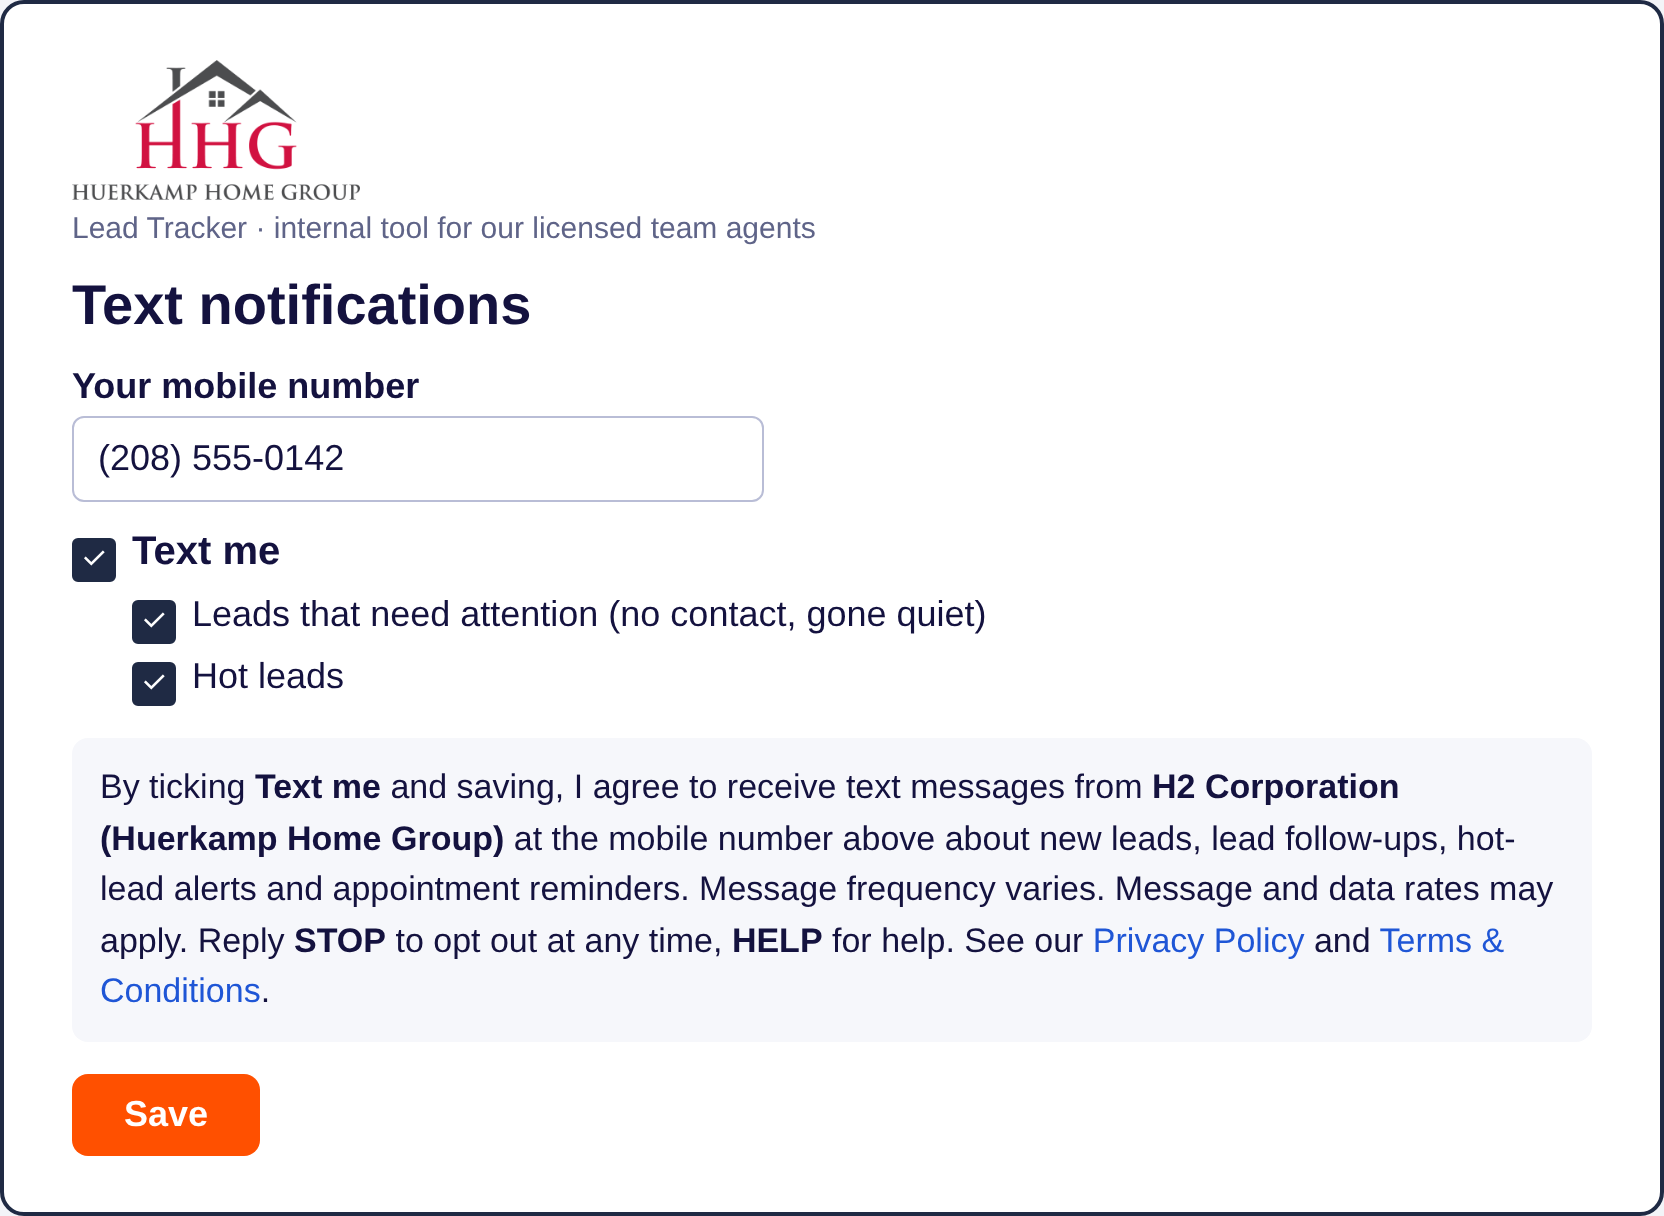 HHG
HUERKAMP HOME GROUP
Lead Tracker · internal tool for our licensed team agents
Text notifications
Your mobile number
(208) 555-0142
Text me
Leads that need attention (no contact, gone quiet)
Hot leads
By ticking Text me and saving, I agree to receive text messages from H2 Corporation
(Huerkamp Home Group) at the mobile number above about new leads, lead follow-ups, hot-
lead alerts and appointment reminders. Message frequency varies. Message and data rates may
apply. Reply STOP to opt out at any time, HELP for help. See our Privacy Policy and Terms &
Conditions.
Save